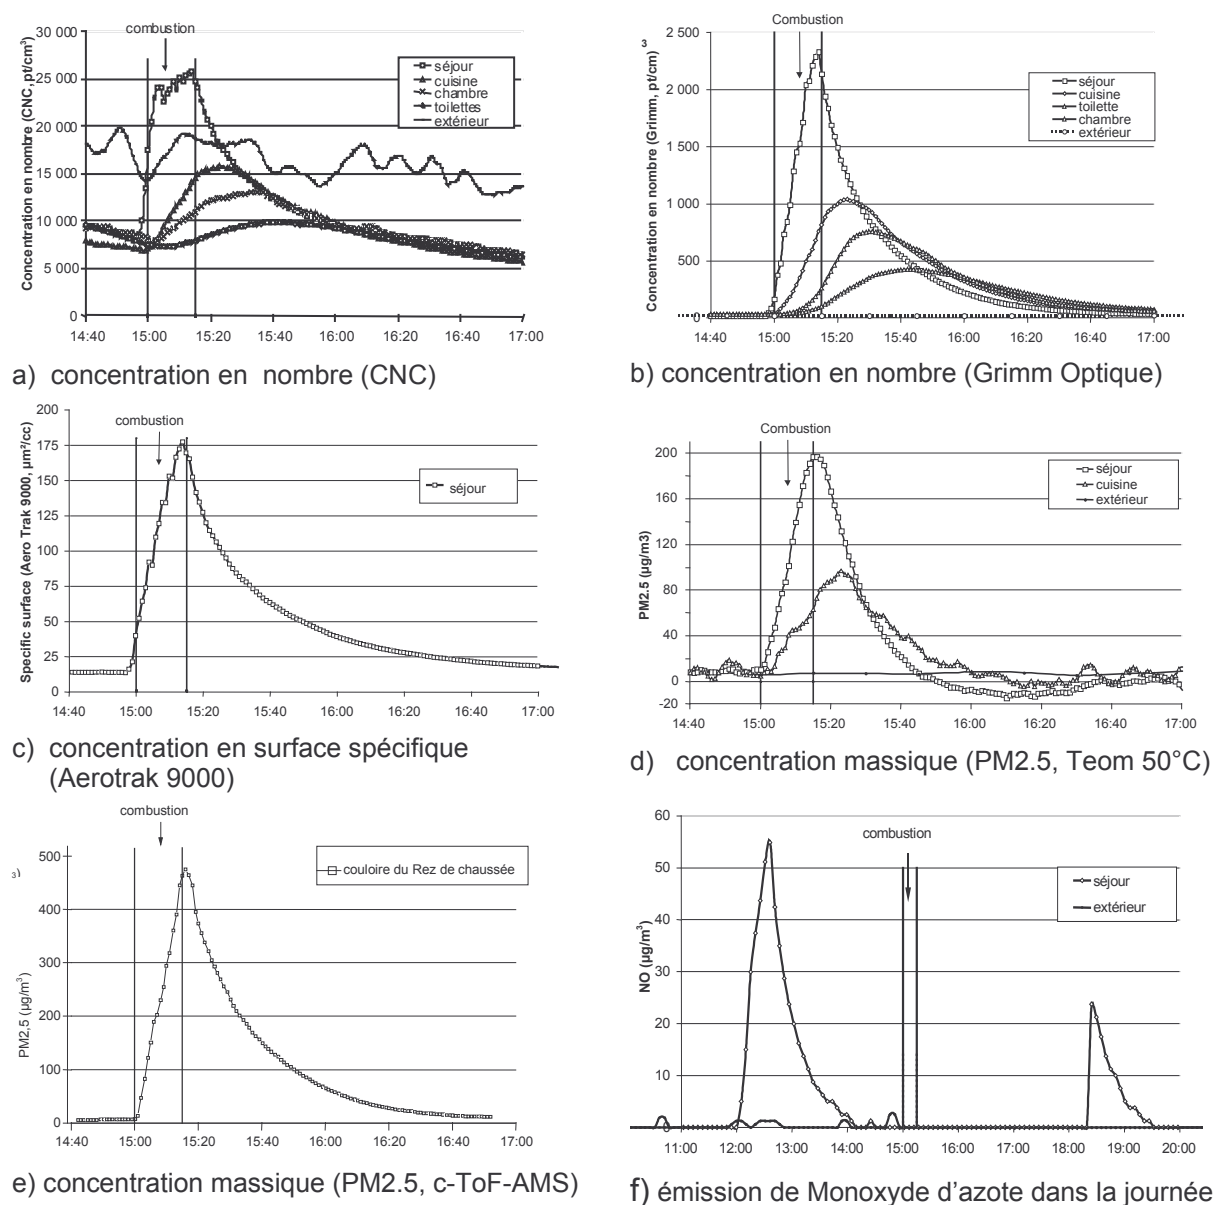 combustion
Concentration en nombre (CNC, pt/cm³)
30 000
25 000
20 000
15 000
10 000
5 000
0
14:40 15:00 15:20 15:40 16:00 16:20 16:40 17:00
séjour
cuisine
chambre
toilettes
extérieur
a) concentration en nombre (CNC)
Combustion
Concentration en nombre (Grimm, pt/cm)
3
2 500
2 000
1 500
1 000
500
0
14:40 15:00 15:20 15:40 16:00 16:20 16:40 17:00
séjour
cuisine
toilette
chambre
extérieur
b) concentration en nombre (Grimm Optique)
combustion
Specific surface (Aero Trak 9000, µm²/cc)
200
175
150
125
100
75
50
25
0
14:40 15:00 15:20 15:40 16:00 16:20 16:40 17:00
séjour
c) concentration en surface spécifique
(Aerotrak 9000)
Combustion
PM2.5 (µg/m3)
200
160
120
80
40
0
-20
14:40 15:00 15:20 15:40 16:00 16:20 16:40 17:00
séjour
cuisine
extérieur
d) concentration massique (PM2.5, Teom 50°C)
combustion
3)
PM2,5 (µg/m³)
500
400
300
200
100
0
14:40 15:00 15:20 15:40 16:00 16:20 16:40 17:00
couloire du Rez de chaussée
e) concentration massique (PM2.5, c-ToF-AMS)
combustion
NO (µg/m³)
60
50
40
30
20
10
0
11:00 12:00 13:00 14:00 15:00 16:00 17:00 18:00 19:00 20:00
séjour
extérieur
f) émission de Monoxyde d'azote dans la journée